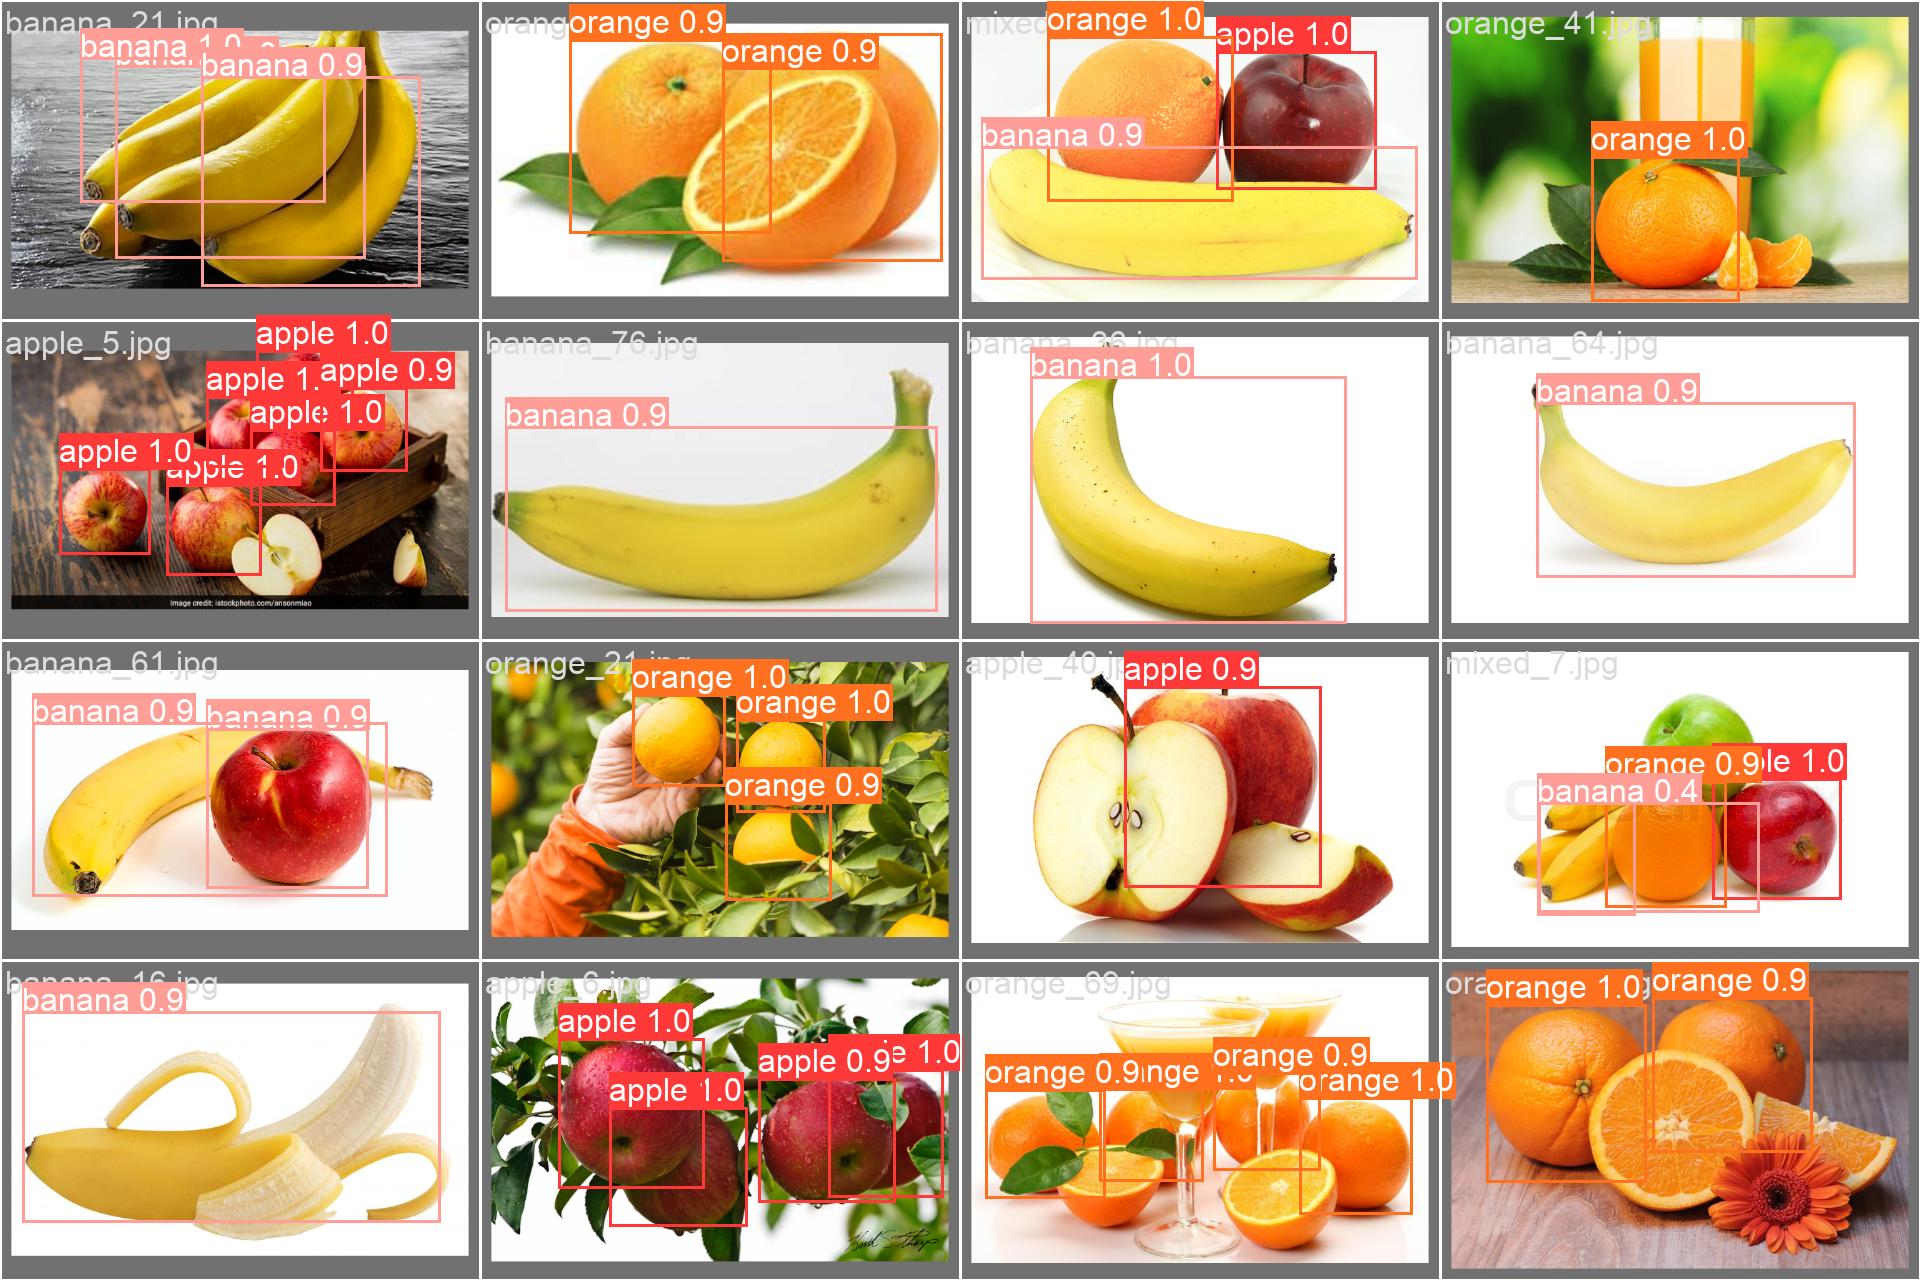 banana_21.jpg
banana 1.0
banana 0.9
orange 0.9
orange 0.9
mixed
orange 1.0
apple 1.0
banana 0.9
orange_41.jpg
orange 1.0
apple_5.jpg
apple 1.0
apple 1.
apple 0.9
apple 1.0
apple 1.0
apple 1.0
image credit: istockphoto.com/ansonmiao
banana_76.jpg
banana 0.9
banana 1.0
banana_64.jpg
banana 0.9
banana_61.jpg
banana 0.9
banana 0.9
orange_21.jpg
orange 1.0
orange 1.0
orange 0.9
apple_40.jp
apple 0.9
mixed_7.jpg
orange 0.9
ple 1.0
banana 0.4
banana_16.jpg
banana 0.9
apple_6.jpg
apple 1.0
apple 1.0
apple 0.9
e 1.0
orange_69.jpg
orange 0.9
nge 1.0
orange 0.9
orange 1.0
ora
orange 1.0
orange 0.9